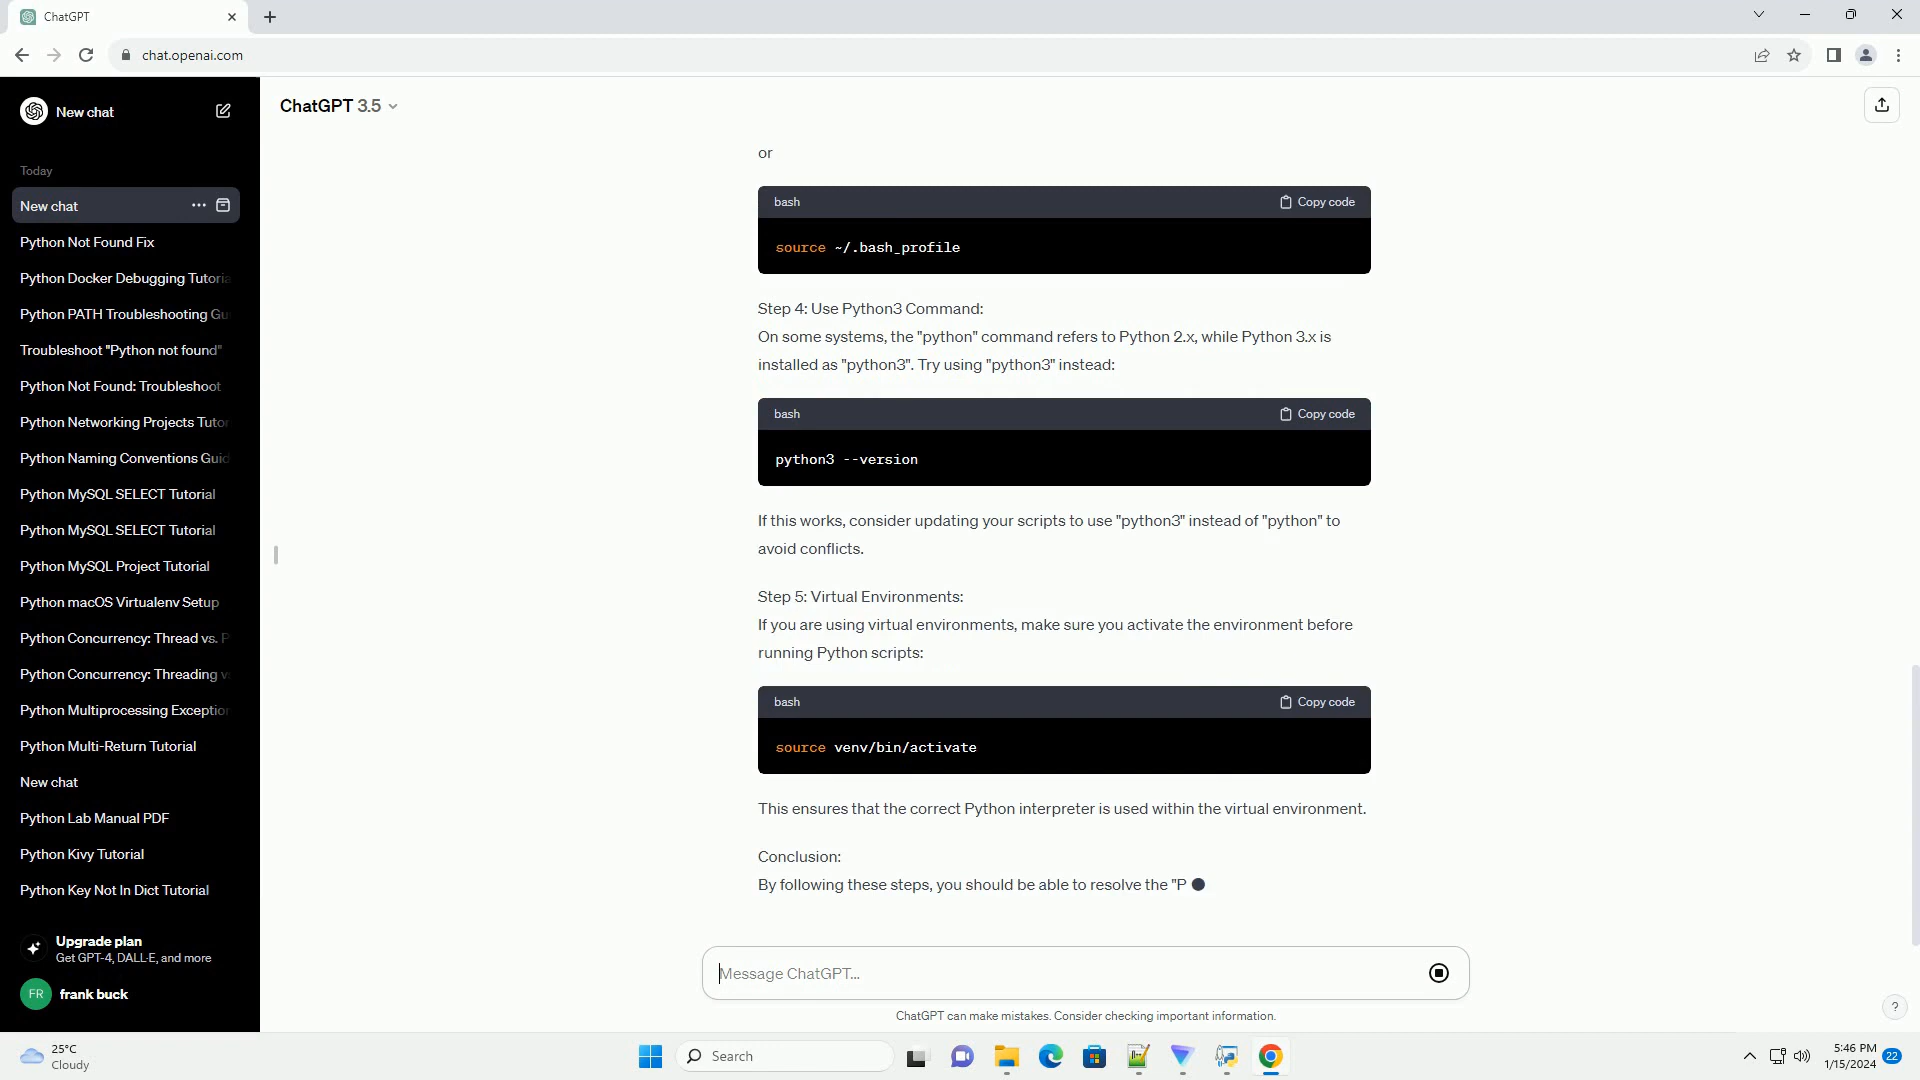 ChatGPT
chat.openai.com
New chat
ChatGPT 3.5
Today
New chat
Python Not Found Fix
Python Docker Debugging Tutoria
Python PATH Troubleshooting Gu
Troubleshoot "Python not found"
Python Not Found: Troubleshoot
Python Networking Projects Tutor
Python Naming Conventions Guid
Python MySQL SELECT Tutorial
Python MySQL SELECT Tutorial
Python MySQL Project Tutorial
Python macOS Virtualenv Setup
Python Concurrency: Thread vs. P
Python Concurrency: Threading vs
Python Multiprocessing Exception
Python Multi-Return Tutorial
New chat
Python Lab Manual PDF
Python Kivy Tutorial
Python Key Not In Dict Tutorial
Upgrade plan
Get GPT-4, DALL·E, and more
FR frank buck
or
bash Copy code
source ~/.bash_profile
Step 4: Use Python3 Command:
On some systems, the "python" command refers to Python 2.x, while Python 3.x is
installed as "python3". Try using "python3" instead:
bash Copy code
python3 --version
If this works, consider updating your scripts to use "python3" instead of "python" to
avoid conflicts.
Step 5: Virtual Environments:
If you are using virtual environments, make sure you activate the environment before
running Python scripts:
bash Copy code
source venv/bin/activate
This ensures that the correct Python interpreter is used within the virtual environment.
Conclusion:
By following these steps, you should be able to resolve the "P
Message ChatGPT...
ChatGPT can make mistakes. Consider checking important information.
?
25°C
Cloudy
Search
5:46 PM
1/15/2024
22